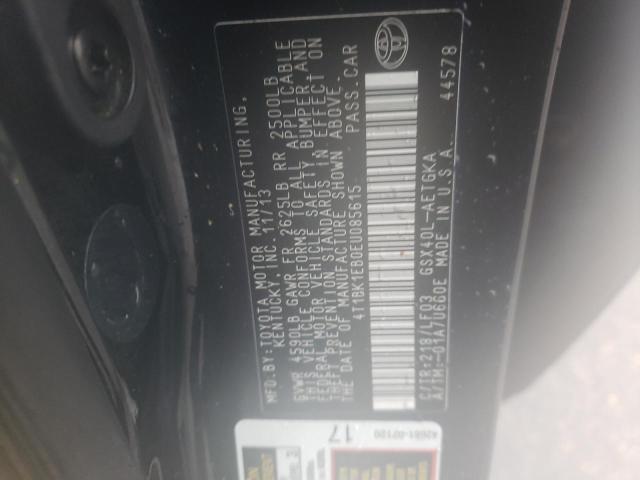 MFD.BY:TOYOTA MOTOR MANUFACTURING,
KENTUCKY, INC. 11/13
GVWR 4590LB GAWR FR 2625LB RR 2500LB
THIS VEHICLE CONFORMS TO ALL APPLICABLE
FEDERAL MOTOR VEHICLE SAFETY BUMPER, AND
THEFT PREVENTION STANDARDS IN EFFECT ON
THE DATE OF MANUFACTURE SHOWN ABOVE.
4T1BK1EB0EU085615 PASS.CAR
C/TR:218/LF03 GSX40L-AETGKA
A/TM:-01A/U660E MADE IN U.S.A. 44578
42661-07120
17